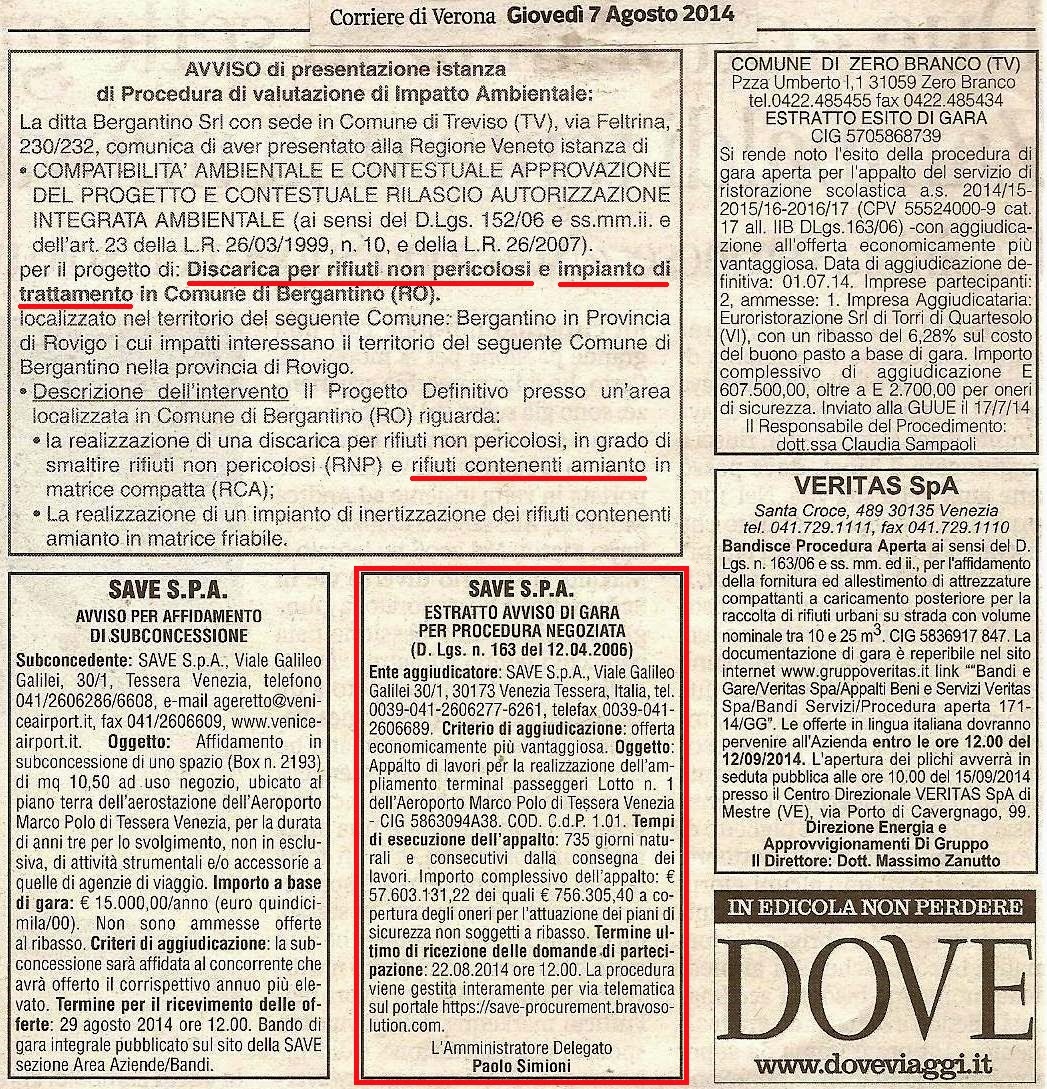 Corriere di Verona Giovedì 7 Agosto 2014
AVVISO di presentazione istanza
di Procedura di valutazione di Impatto Ambientale:
La ditta Bergantino Srl con sede in Comune di Treviso (TV), via Feltrina,
230/232, comunica di aver presentato alla Regione Veneto istanza di
• COMPATIBILITA' AMBIENTALE E CONTESTUALE APPROVAZIONE
DEL PROGETTO E CONTESTUALE RILASCIO AUTORIZZAZIONE
INTEGRATA AMBIENTALE (ai sensi del D.Lgs. 152/06 e ss.mm.ii. e
dell'art. 23 della L.R. 26/03/1999, n. 10, e della L.R. 26/2007).
per il progetto di: Discarica per rifiuti non pericolosi e impianto di
trattamento in Comune di Bergantino (RO).
localizzato nel territorio del seguente Comune: Bergantino in Provincia
di Rovigo i cui impatti interessano il territorio del seguente Comune di
Bergantino nella provincia di Rovigo.
• Descrizione dell'intervento Il Progetto Definitivo presso un'area
localizzata in Comune di Bergantino (RO) riguarda:
• la realizzazione di una discarica per rifiuti non pericolosi, in grado di
smaltire rifiuti non pericolosi (RNP) e rifiuti contenenti amianto in
matrice compatta (RCA);
• La realizzazione di un impianto di inertizzazione dei rifiuti contenenti
amianto in matrice friabile.
SAVE S.P.A.
AVVISO PER AFFIDAMENTO
DI SUBCONCESSIONE
Subconcedente: SAVE S.p.A., Viale Galileo
Galilei, 30/1, Tessera Venezia, telefono
041/2606286/6608, e-mail ageretto@veni-
ceairport.it, fax 041/2606609, www.venice-
airport.it. Oggetto: Affidamento in
subconcessione di uno spazio (Box n. 2193)
di mq 10,50 ad uso negozio, ubicato al
piano terra dell'aerostazione dell'Aeroporto
Marco Polo di Tessera Venezia, per la durata
di anni tre per lo svolgimento, non in esclu-
siva, di attività strumentali e/o accessorie a
quelle di agenzie di viaggio. Importo a base
di gara: € 15.000,00/anno (euro quindici-
mila/00). Non sono ammesse offerte
al ribasso. Criteri di aggiudicazione: la sub-
concessione sarà affidata al concorrente che
avrà offerto il corrispettivo annuo più ele-
vato. Termine per il ricevimento delle of-
ferte: 29 agosto 2014 ore 12.00. Bando di
gara integrale pubblicato sul sito della SAVE
sezione Area Aziende/Bandi.
SAVE S.P.A.
ESTRATTO AVVISO DI GARA
PER PROCEDURA NEGOZIATA
(D. Lgs. n. 163 del 12.04.2006)
Ente aggiudicatore: SAVE S.p.A., Viale Galileo
Galilei 30/1, 30173 Venezia Tessera, Italia, tel.
0039-041-2606277-6261, telefax 0039-041-
2606689. Criterio di aggiudicazione: offerta
economicamente più vantaggiosa. Oggetto:
Appalto di lavori per la realizzazione dell'am-
pliamento terminal passeggeri Lotto n. 1
dell'Aeroporto Marco Polo di Tessera Venezia
- CIG 5863094A38. COD. C.d.P. 1.01. Tempi
di esecuzione dell'appalto: 735 giorni natu-
rali e consecutivi dalla consegna dei
lavori. Importo complessivo dell'appalto: €
57.603.131,22 dei quali € 756.305,40 a co-
pertura degli oneri per l'attuazione dei piani di
sicurezza non soggetti a ribasso. Termine ul-
timo di ricezione delle domande di parteci-
pazione: 22.08.2014 ore 12.00. La procedura
viene gestita interamente per via telematica
sul portale https://save-procurement.bravoso-
lution.com.
L'Amministratore Delegato
Paolo Simioni
COMUNE DI ZERO BRANCO (TV)
Pzza Umberto I,1 31059 Zero Branco
tel.0422.485455 fax 0422.485434
ESTRATTO ESITO DI GARA
CIG 5705868739
Si rende noto l'esito della procedura di
gara aperta per l'appalto del servizio di
ristorazione scolastica a.s. 2014/15-
2015/16-2016/17 (CPV 55524000-9 cat.
17 all. IIB DLgs.163/06) -con aggiudica-
zione all'offerta economicamente più
vantaggiosa. Data di aggiudicazione de-
finitiva: 01.07.14. Imprese partecipanti:
2, ammesse: 1. Impresa Aggiudicataria:
Euroristorazione Srl di Torri di Quartesolo
(VI), con un ribasso del 6,28% sul costo
del buono pasto a base di gara. Importo
complessivo di aggiudicazione E
607.500,00, oltre a E 2.700,00 per oneri
di sicurezza. Inviato alla GUUE il 17/7/14
Il Responsabile del Procedimento:
dott.ssa Claudia Sampaoli
VERITAS SpA
Santa Croce, 489 30135 Venezia
tel. 041.729.1111, fax 041.729.1110
Bandisce Procedura Aperta ai sensi del D.
Lgs. n. 163/06 e ss. mm. ed ii., per l'affidamento
della fornitura ed allestimento di attrezzature
compattanti a caricamento posteriore per la
raccolta di rifiuti urbani su strada con volume
nominale tra 10 e 25 m³. CIG 5836917 847. La
documentazione di gara è reperibile nel sito
internet www.gruppoveritas.it link ""Bandi e
Gare/Veritas Spa/Appalti Beni e Servizi Veritas
Spa/Bandi Servizi/Procedura aperta 171-
14/GG". Le offerte in lingua italiana dovranno
pervenire all'Azienda entro le ore 12.00 del
12/09/2014. L'apertura dei plichi avverrà in
seduta pubblica alle ore 10.00 del 15/09/2014
presso il Centro Direzionale VERITAS SpA di
Mestre (VE), via Porto di Cavergnago, 99.
Direzione Energia e
Approvvigionamenti Di Gruppo
Il Direttore: Dott. Massimo Zanutto
IN EDICOLA NON PERDERE
DOVE
www.doveviaggi.it